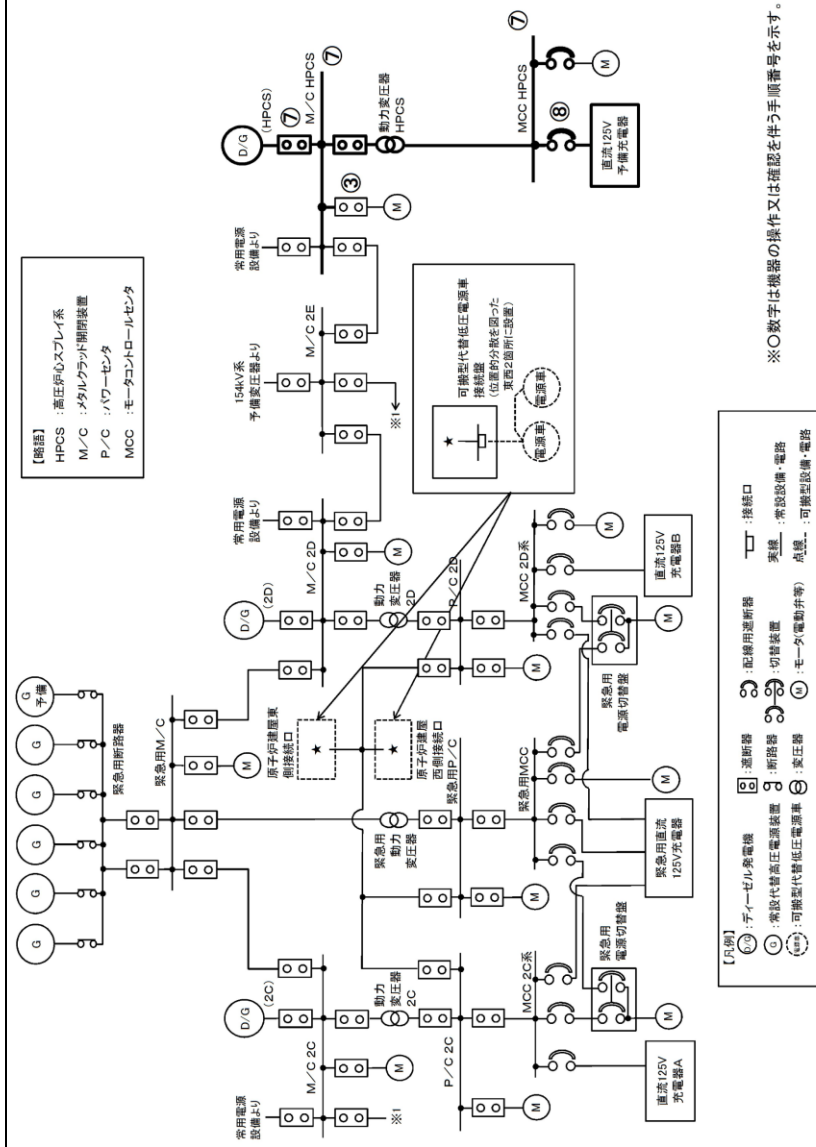 【略語】
HPCS :高圧炉心スプレイ系
M/C :メタルクラッド開閉装置
P/C :パワーセンタ
MCC :モータコントロールセンタ
G
G
G
G
G
G
予備
緊急用断路器
緊急用M/C
M
常用電源
設備より
※1
D/G
(2C)
M/C 2C
M
動力
変圧器
2C
P/C 2C
M
M
MCC 2C系
直流125V
充電器A
緊急用
電源切替盤
M
緊急用
動力
変圧器
緊急用P/C
M
M
緊急用MCC
M
緊急用直流
125V充電器
原子炉建屋東
側接続口
★
原子炉建屋
西側接続口
★
D/G
(2D)
常用電源
設備より
M/C 2D
M
動力
変圧器
2D
P/C 2D
M
MCC 2D系
M
緊急用
電源切替盤
M
直流125V
充電器B
154kV系
予備変圧器より
M/C 2E
※1
可搬型代替低圧電源車
接続盤
(位置的分散を図った
東西2箇所に設置)
★
電源車
電源車
常用電源
設備より
③
M
D/G
(HPCS)
⑦
M/C HPCS
⑦
動力変圧器
HPCS
MCC HPCS
⑦
⑧
M
直流125V
予備充電器
【凡例】
D/G :ディーゼル発電機
G :常設代替高圧電源装置
電源車 :可搬型代替低圧電源車
:遮断器
:断路器
:変圧器
:配線用遮断器
:切替装置
M :モータ(電動弁等)
:接続口
実線 :常設設備・電路
点線 :可搬型設備・電路
※○数字は機器の操作又は確認を伴う手順番号を示す。